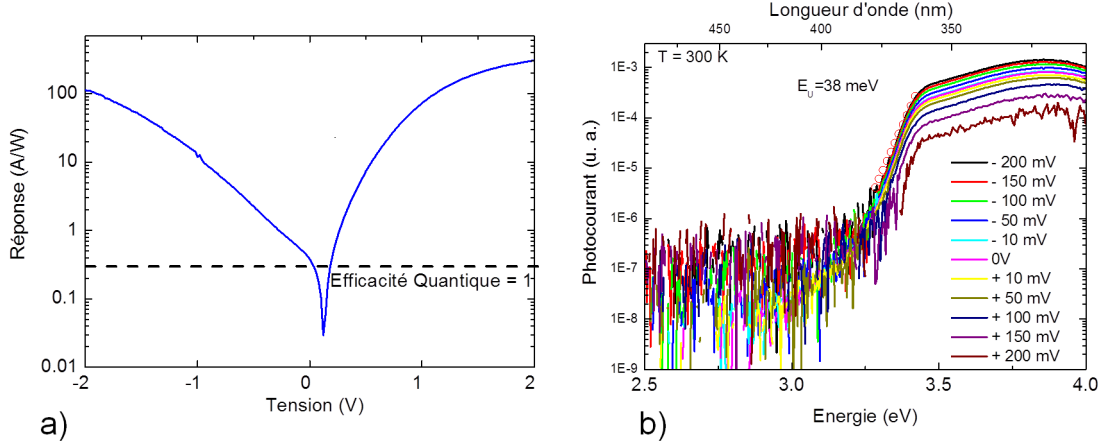 100
10
1
0.1
0.01
Réponse (A/W)
Efficacité Quantique = 1
-2
-1
0
1
2
Tension (V)
a)
Longueur d'onde (nm)
450
400
350
T = 300 K
E_U=38 meV
1E-3
1E-4
1E-5
1E-6
1E-7
1E-8
1E-9
Photocourant (u. a.)
- 200 mV
- 150 mV
- 100 mV
- 50 mV
- 10 mV
0V
+ 10 mV
+ 50 mV
+ 100 mV
+ 150 mV
+ 200 mV
2.5
3.0
3.5
4.0
Energie (eV)
b)